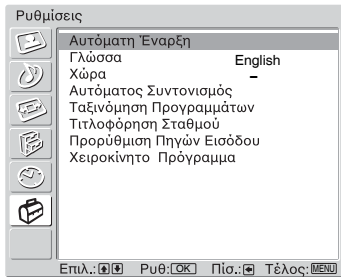 Ρυθμίσεις
Αυτόματη Έναρξη
Γλώσσα English
Χώρα –
Αυτόματος Συντονισμός
Ταξινόμηση Προγραμμάτων
Τιτλοφόρηση Σταθμού
Προρύθμιση Πηγών Εισόδου
Χειροκίνητο Πρόγραμμα
Επιλ.: Ρυθ: OK Πίσ.: Τέλος: MENU